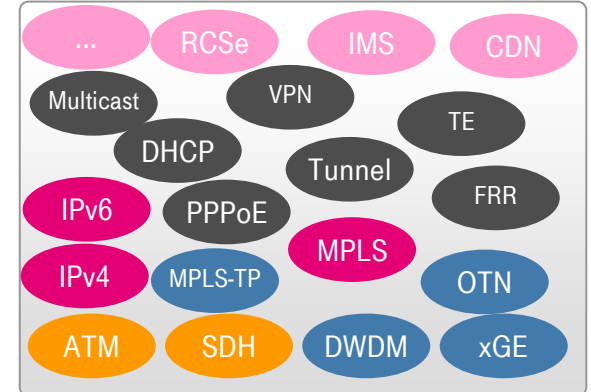 ...
RCSe
IMS
CDN
Multicast
VPN
TE
DHCP
Tunnel
FRR
IPv6
PPPoE
MPLS
IPv4
MPLS-TP
OTN
ATM
SDH
DWDM
xGE